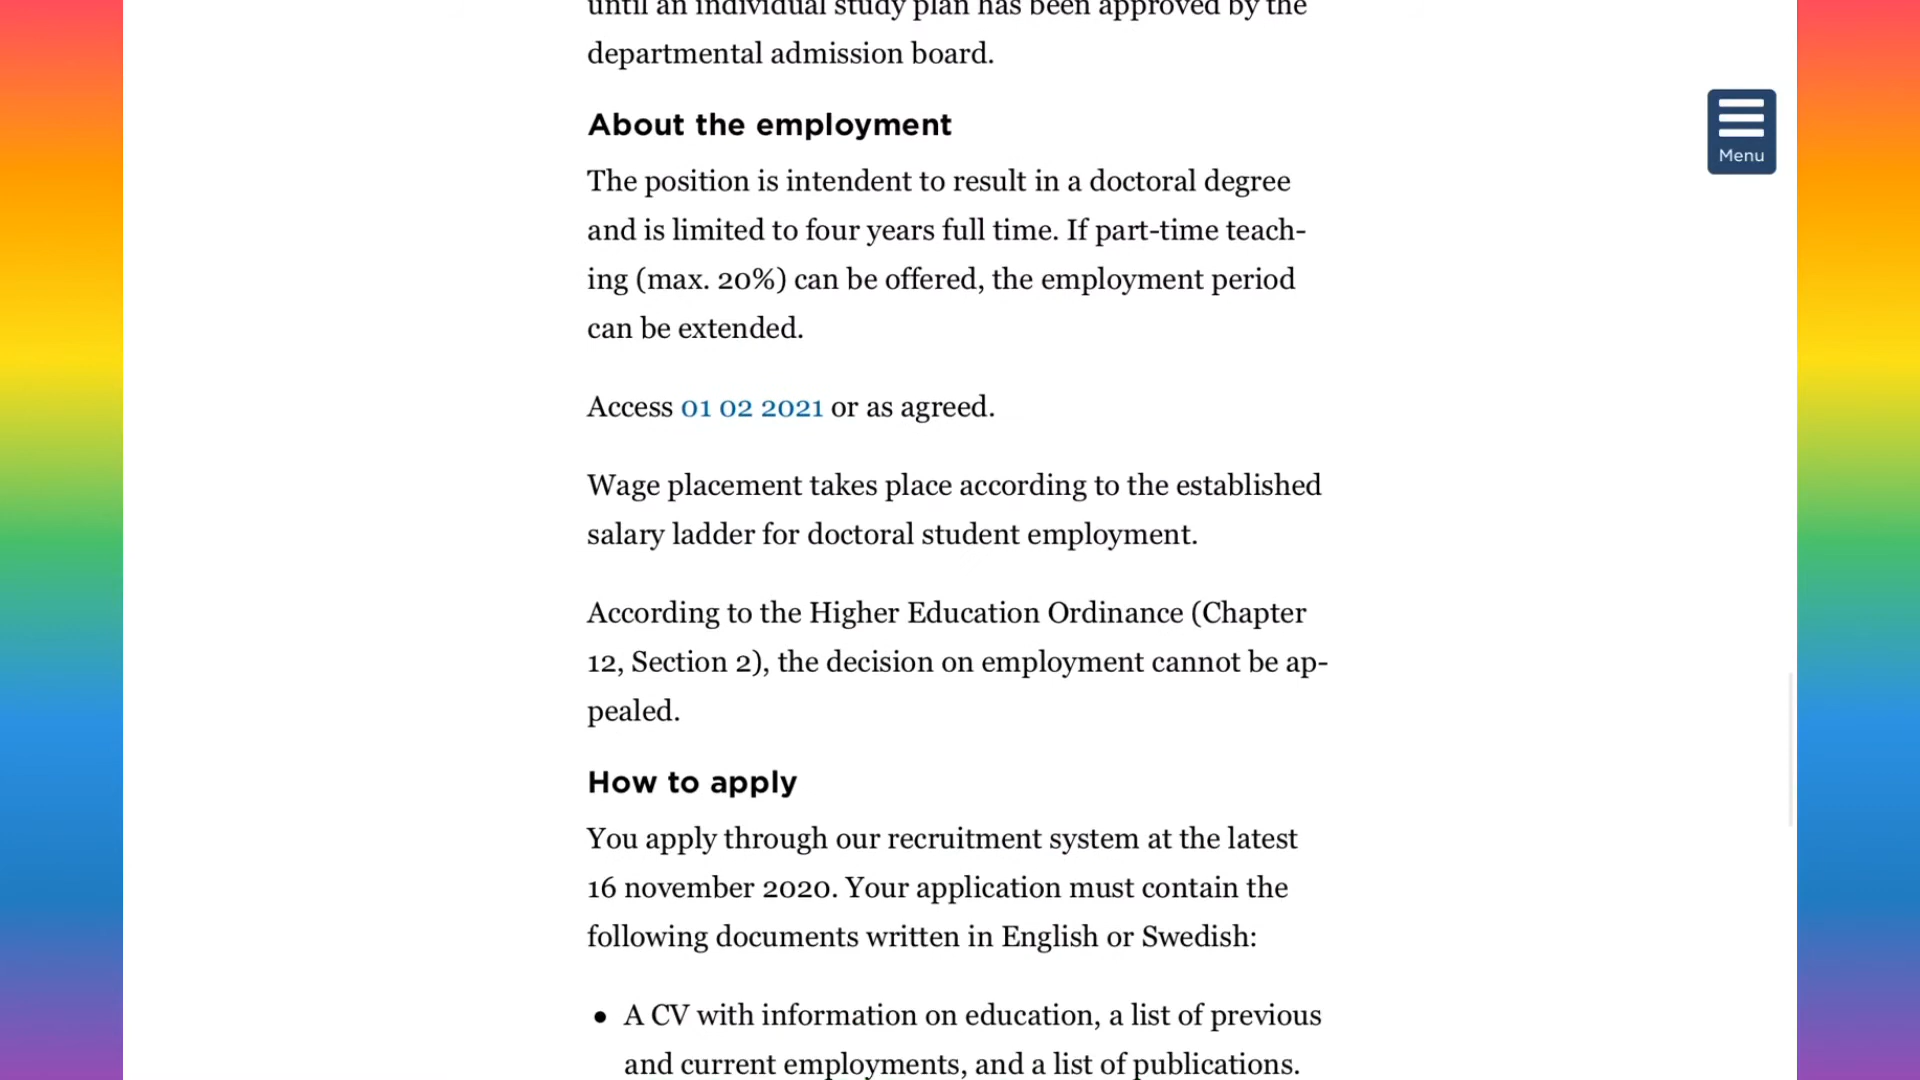 until an individual study plan has been approved by the
departmental admission board.
About the employment
Menu
The position is intendent to result in a doctoral degree
and is limited to four years full time. If part-time teach-
ing (max. 20%) can be offered, the employment period
can be extended.
Access 01 02 2021 or as agreed.
Wage placement takes place according to the established
salary ladder for doctoral student employment.
According to the Higher Education Ordinance (Chapter
12, Section 2), the decision on employment cannot be ap-
pealed.
How to apply
You apply through our recruitment system at the latest
16 november 2020. Your application must contain the
following documents written in English or Swedish:
• A CV with information on education, a list of previous
and current employments, and a list of publications.